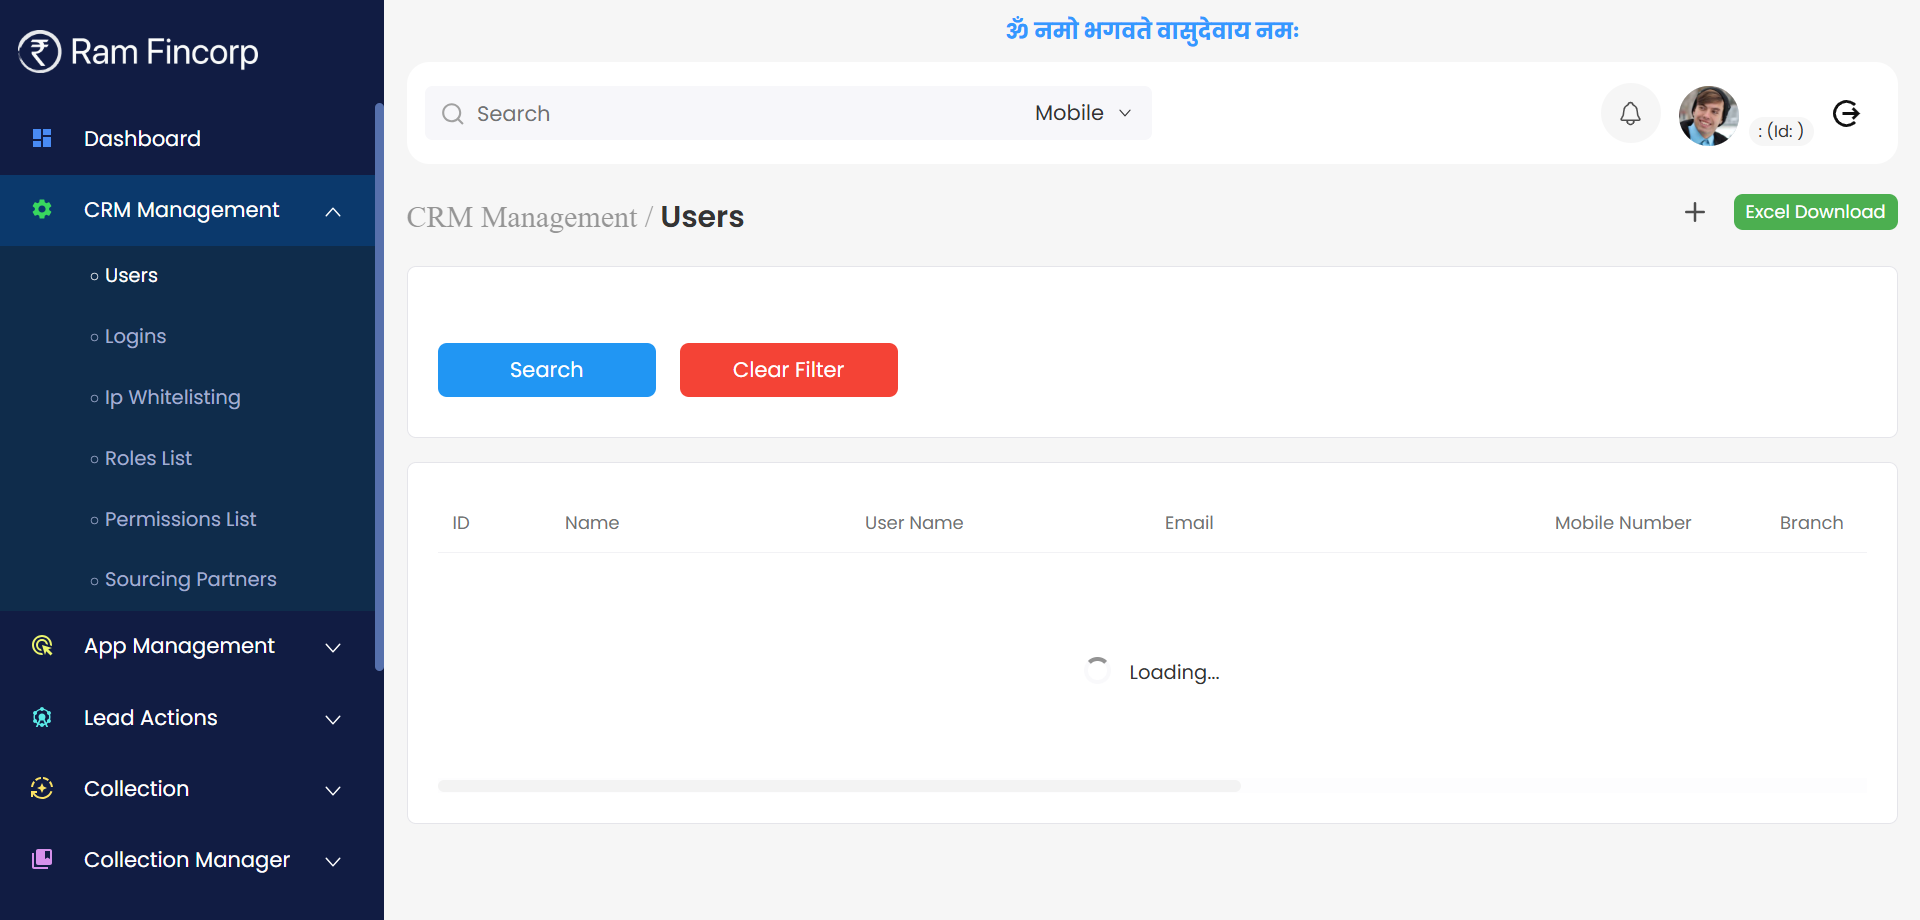 Ram Fincorp
Dashboard
CRM Management
Users
Logins
Ip Whitelisting
Roles List
Permissions List
Sourcing Partners
App Management
Lead Actions
Collection
Collection Manager
ॐ नमो भगवते वासुदेवाय नमः
Search Mobile
: (Id: )
CRM Management / Users
Excel Download
Search Clear Filter
ID Name User Name Email Mobile Number Branch
Loading...